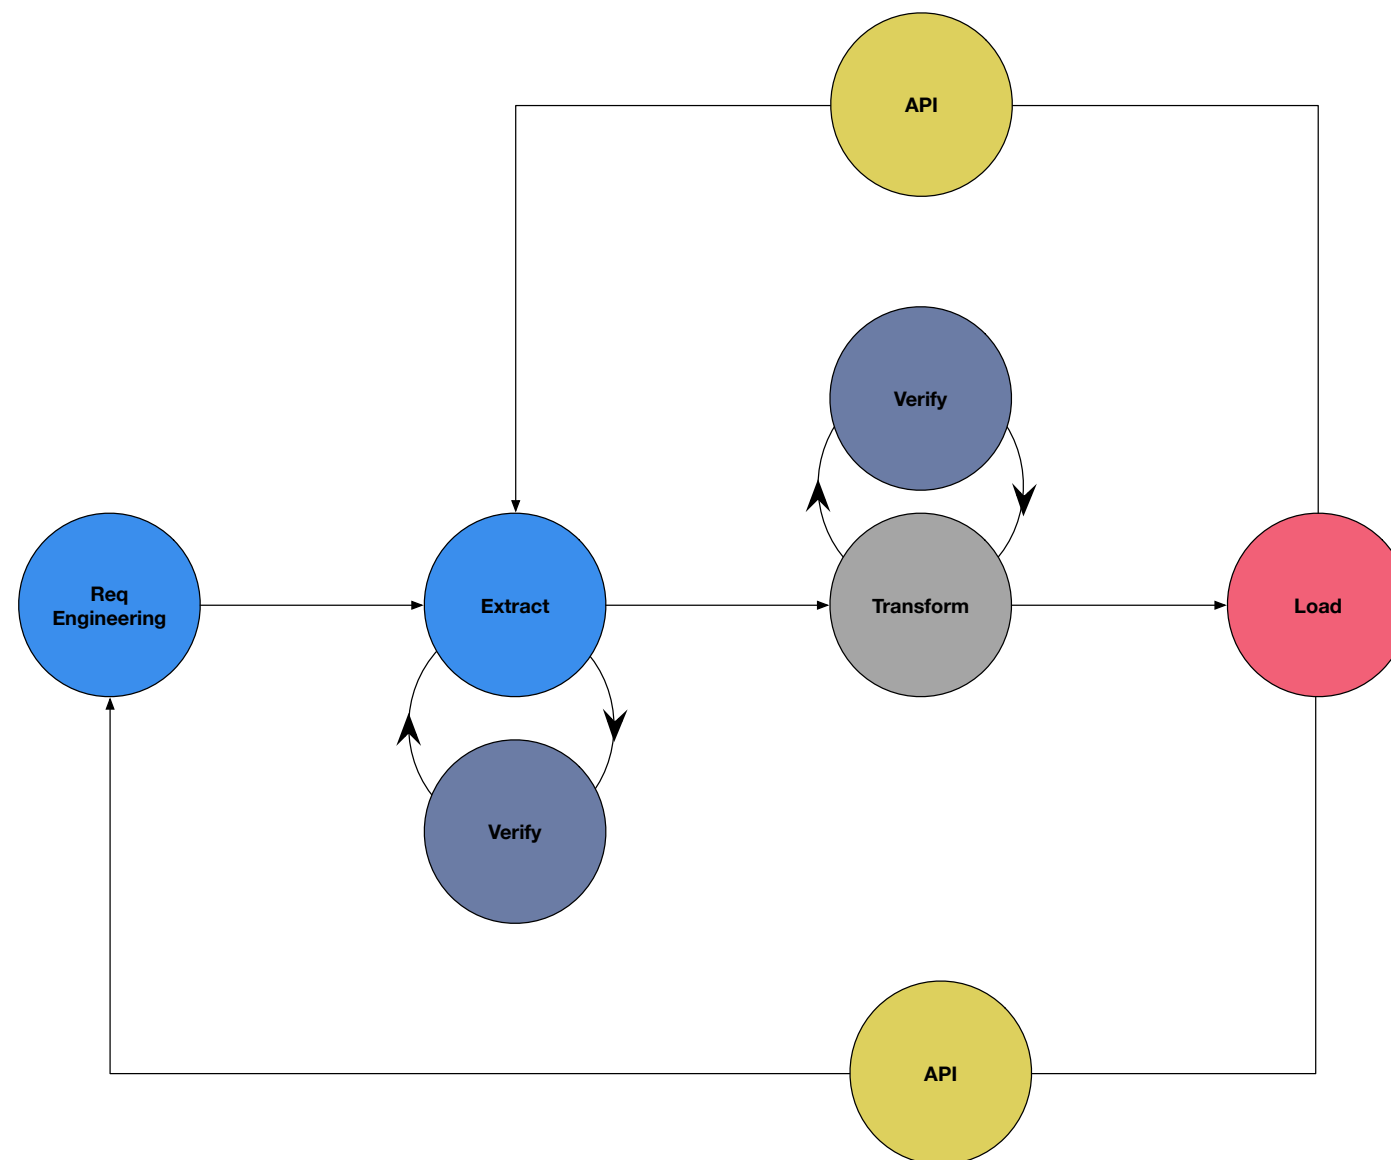 API
Verify
Req
Engineering
Extract
Transform
Load
Verify
API